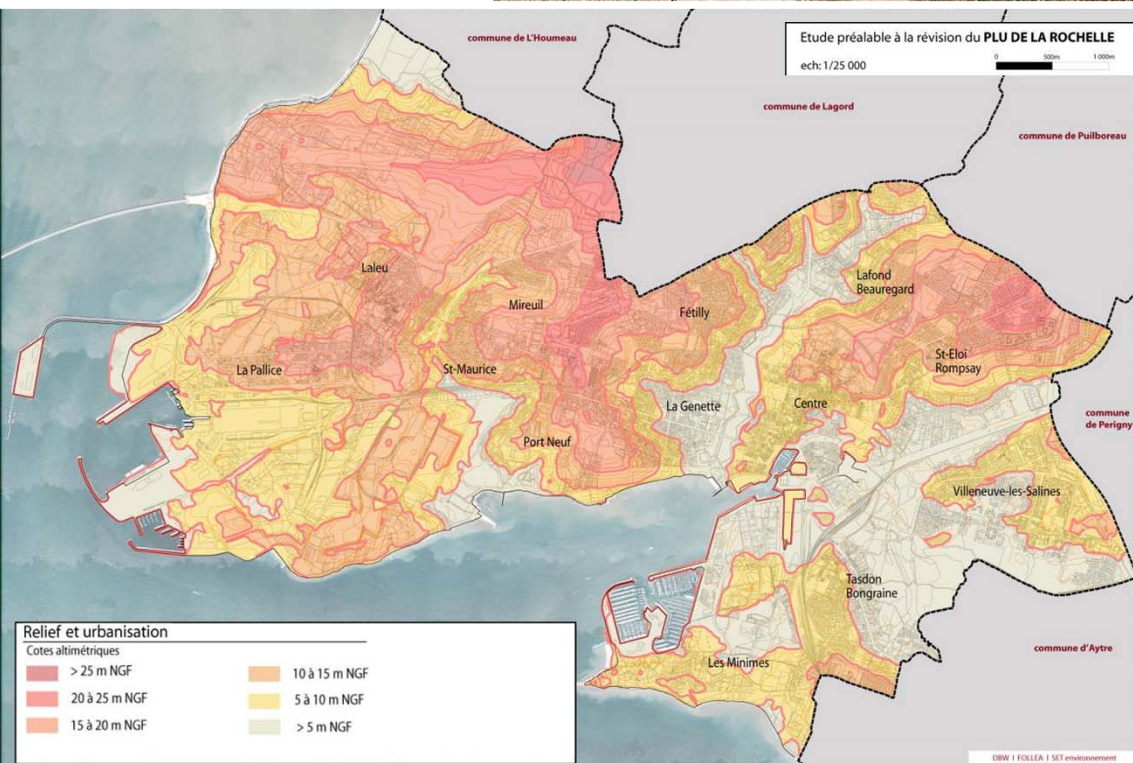 commune de L'Houmeau
Etude préalable à la révision du PLU DE LA ROCHELLE
ech: 1/25 000
0 500m 1 000m
commune de Lagord
commune de Puilboreau
Laleu
Mireuil
Fétilly
Lafond
Beauregard
La Pallice
St-Maurice
St-Eloi
Rompsay
La Genette
Centre
commune
de Perigny
Port Neuf
Villeneuve-les-Salines
Tasdon
Bongraine
Les Minimes
commune d'Aytre
Relief et urbanisation
Cotes altimétriques
> 25 m NGF
20 à 25 m NGF
15 à 20 m NGF
10 à 15 m NGF
5 à 10 m NGF
> 5 m NGF
DBW I FOLLEA I SET environnement